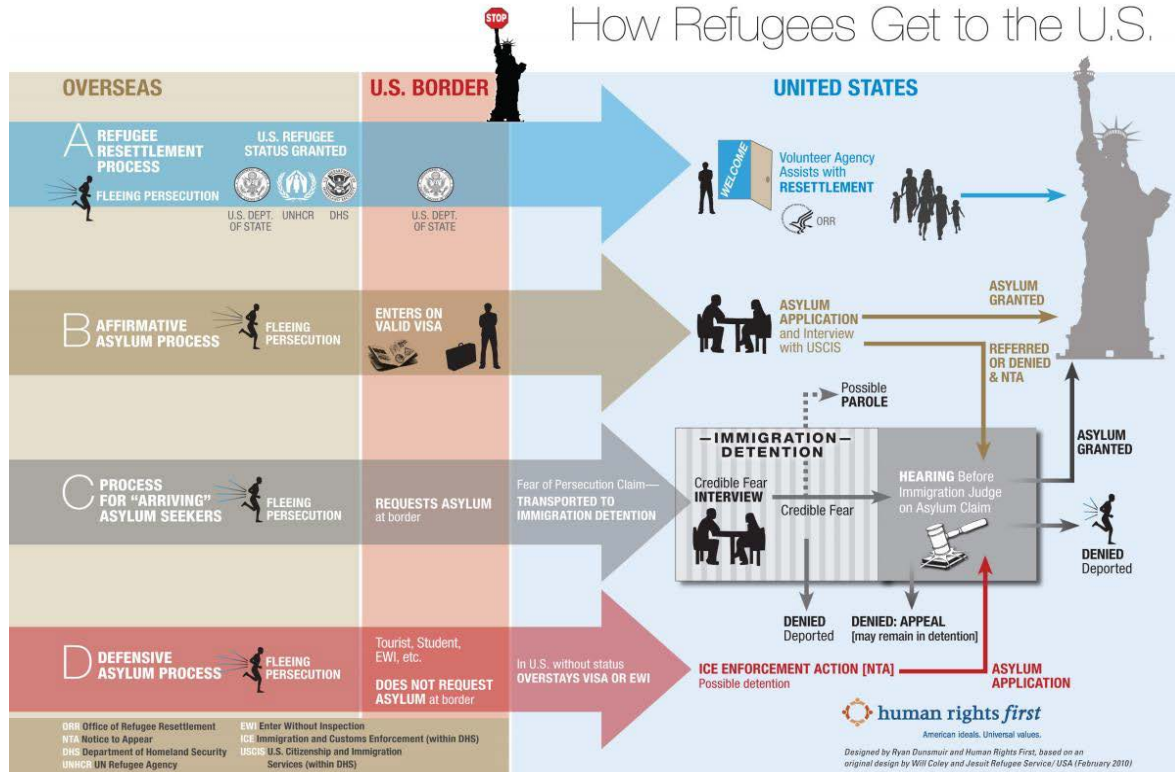 STOP
How Refugees Get to the U.S.
OVERSEAS
U.S. BORDER
UNITED STATES
A REFUGEE
RESETTLEMENT
PROCESS
FLEEING PERSECUTION
U.S. REFUGEE
STATUS GRANTED
U.S. DEPT.
OF STATE
UNHCR
DHS
U.S. DEPT.
OF STATE
WELCOME
Volunteer Agency
Assists with
RESETTLEMENT
ORR
B AFFIRMATIVE
ASYLUM PROCESS
FLEEING
PERSECUTION
ENTERS ON
VALID VISA
ASYLUM
APPLICATION
and Interview
with USCIS
ASYLUM
GRANTED
REFERRED
OR DENIED
& NTA
Possible
PAROLE
C PROCESS
FOR “ARRIVING”
ASYLUM SEEKERS
FLEEING
PERSECUTION
REQUESTS ASYLUM
at border
Fear of Persecution Claim—
TRANSPORTED TO
IMMIGRATION DETENTION
—IMMIGRATION—
DETENTION
Credible Fear
INTERVIEW
Credible Fear
HEARING Before
Immigration Judge
on Asylum Claim
ASYLUM
GRANTED
DENIED
Deported
DENIED
Deported
DENIED: APPEAL
[may remain in detention]
D DEFENSIVE
ASYLUM PROCESS
FLEEING
PERSECUTION
Tourist, Student,
EWI, etc.
DOES NOT REQUEST
ASYLUM at border
In U.S. without status
OVERSTAYS VISA OR EWI
ICE ENFORCEMENT ACTION [NTA]
Possible detention
ASYLUM
APPLICATION
ORR Office of Refugee Resettlement
NTA Notice to Appear
DHS Department of Homeland Security
UNHCR UN Refugee Agency
EWI Enter Without Inspection
ICE Immigration and Customs Enforcement (within DHS)
USCIS U.S. Citizenship and Immigration
Services (within DHS)
human rights first
American ideals. Universal values.
Designed by Ryan Dunsmuir and Human Rights First, based on an
original design by Will Coley and Jesuit Refugee Service/ USA (February 2010)